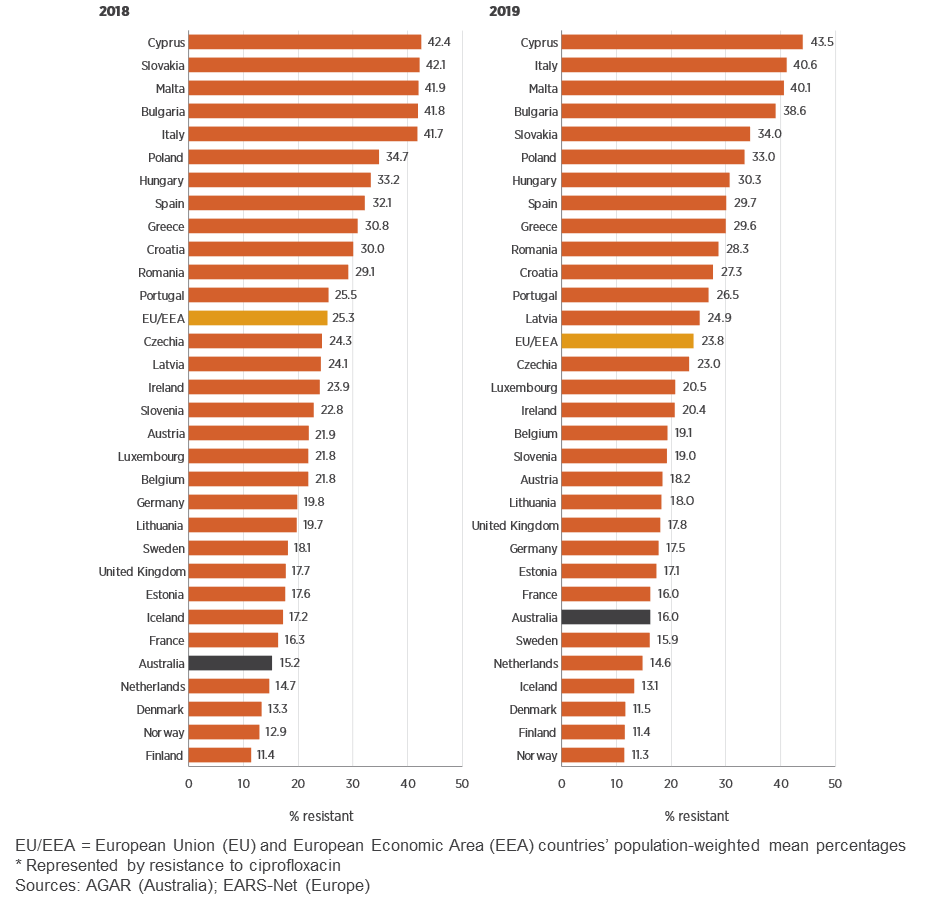 2018
Cyprus 42.4
Slovakia 42.1
Malta 41.9
Bulgaria 41.8
Italy 41.7
Poland 34.7
Hungary 33.2
Spain 32.1
Greece 30.8
Croatia 30.0
Romania 29.1
Portugal 25.5
EU/EEA 25.3
Czechia 24.3
Latvia 24.1
Ireland 23.9
Slovenia 22.8
Austria 21.9
Luxembourg 21.8
Belgium 21.8
Germany 19.8
Lithuania 19.7
Sweden 18.1
United Kingdom 17.7
Estonia 17.6
Iceland 17.2
France 16.3
Australia 15.2
Netherlands 14.7
Denmark 13.3
Norway 12.9
Finland 11.4
0 10 20 30 40 50
% resistant
2019
Cyprus 43.5
Italy 40.6
Malta 40.1
Bulgaria 38.6
Slovakia 34.0
Poland 33.0
Hungary 30.3
Spain 29.7
Greece 29.6
Romania 28.3
Croatia 27.3
Portugal 26.5
Latvia 24.9
EU/EEA 23.8
Czechia 23.0
Luxembourg 20.5
Ireland 20.4
Belgium 19.1
Slovenia 19.0
Austria 18.2
Lithuania 18.0
United Kingdom 17.8
Germany 17.5
Estonia 17.1
France 16.0
Australia 16.0
Sweden 15.9
Netherlands 14.6
Iceland 13.1
Denmark 11.5
Finland 11.4
Norway 11.3
0 10 20 30 40 50
% resistant
EU/EEA = European Union (EU) and European Economic Area (EEA) countries’ population-weighted mean percentages
* Represented by resistance to ciprofloxacin
Sources: AGAR (Australia); EARS-Net (Europe)